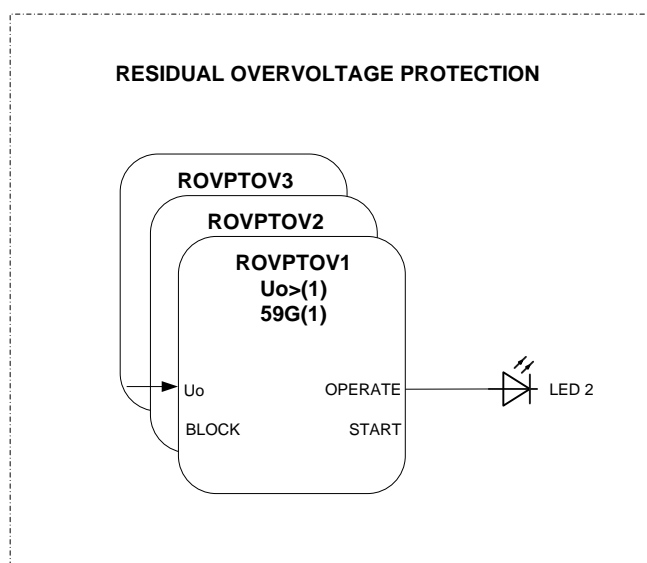 RESIDUAL OVERVOLTAGE PROTECTION
ROVPTOV3
ROVPTOV2
ROVPTOV1
Uo>(1)
59G(1)
Uo OPERATE LED 2
BLOCK START